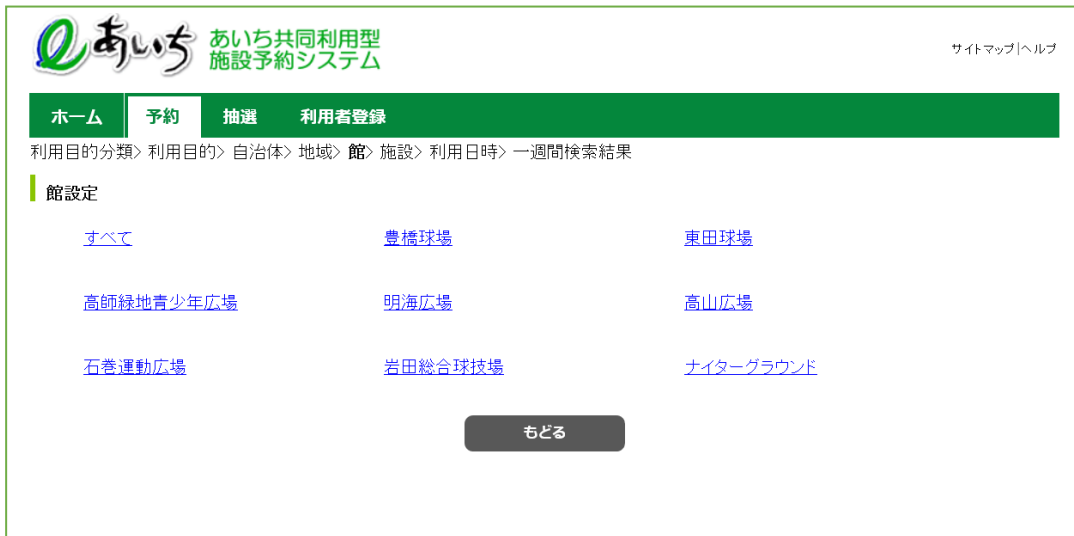 あいち あいち共同利用型
施設予約システム
サイトマップ|ヘルプ
ホーム 予約 抽選 利用者登録
利用目的分類> 利用目的> 自治体> 地域> 館> 施設> 利用日時> 一週間検索結果
館設定
すべて 豊橋球場 東田球場
高師緑地青少年広場 明海広場 高山広場
石巻運動広場 岩田総合球技場 ナイターグラウンド
もどる